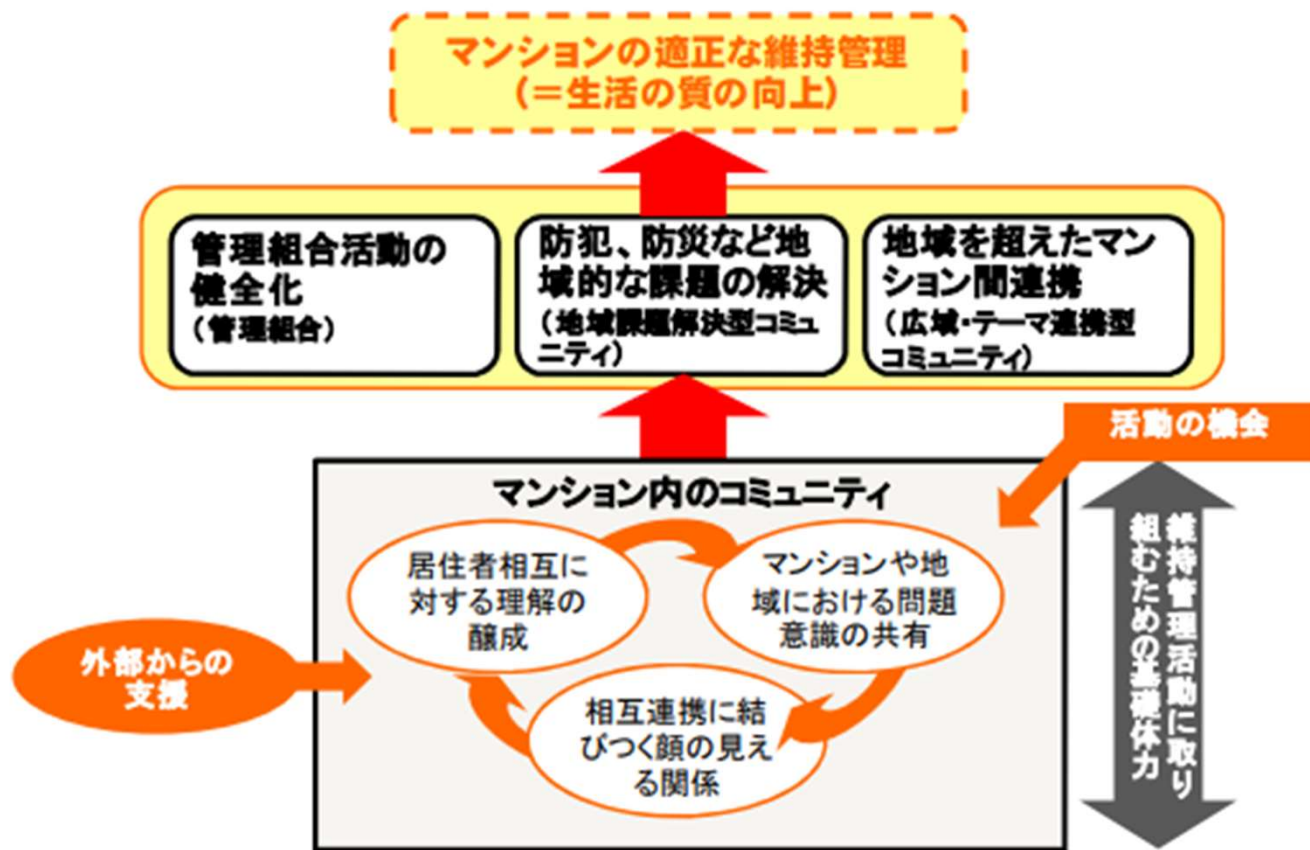 マンションの適正な維持管理
(=生活の質の向上)
管理組合活動の
健全化
(管理組合)
防犯、防災など地
域的な課題の解決
(地域課題解決型コミュ
ニティ)
地域を超えたマン
ション間連携
(広域・テーマ連携型
コミュニティ)
活動の機会
マンション内のコミュニティ
居住者相互に
対する理解の
醸成
マンションや地
域における問題
意識の共有
相互連携に結
びつく顔の見え
る関係
外部からの
支援
維持管理活動に取り
組むための基礎体力